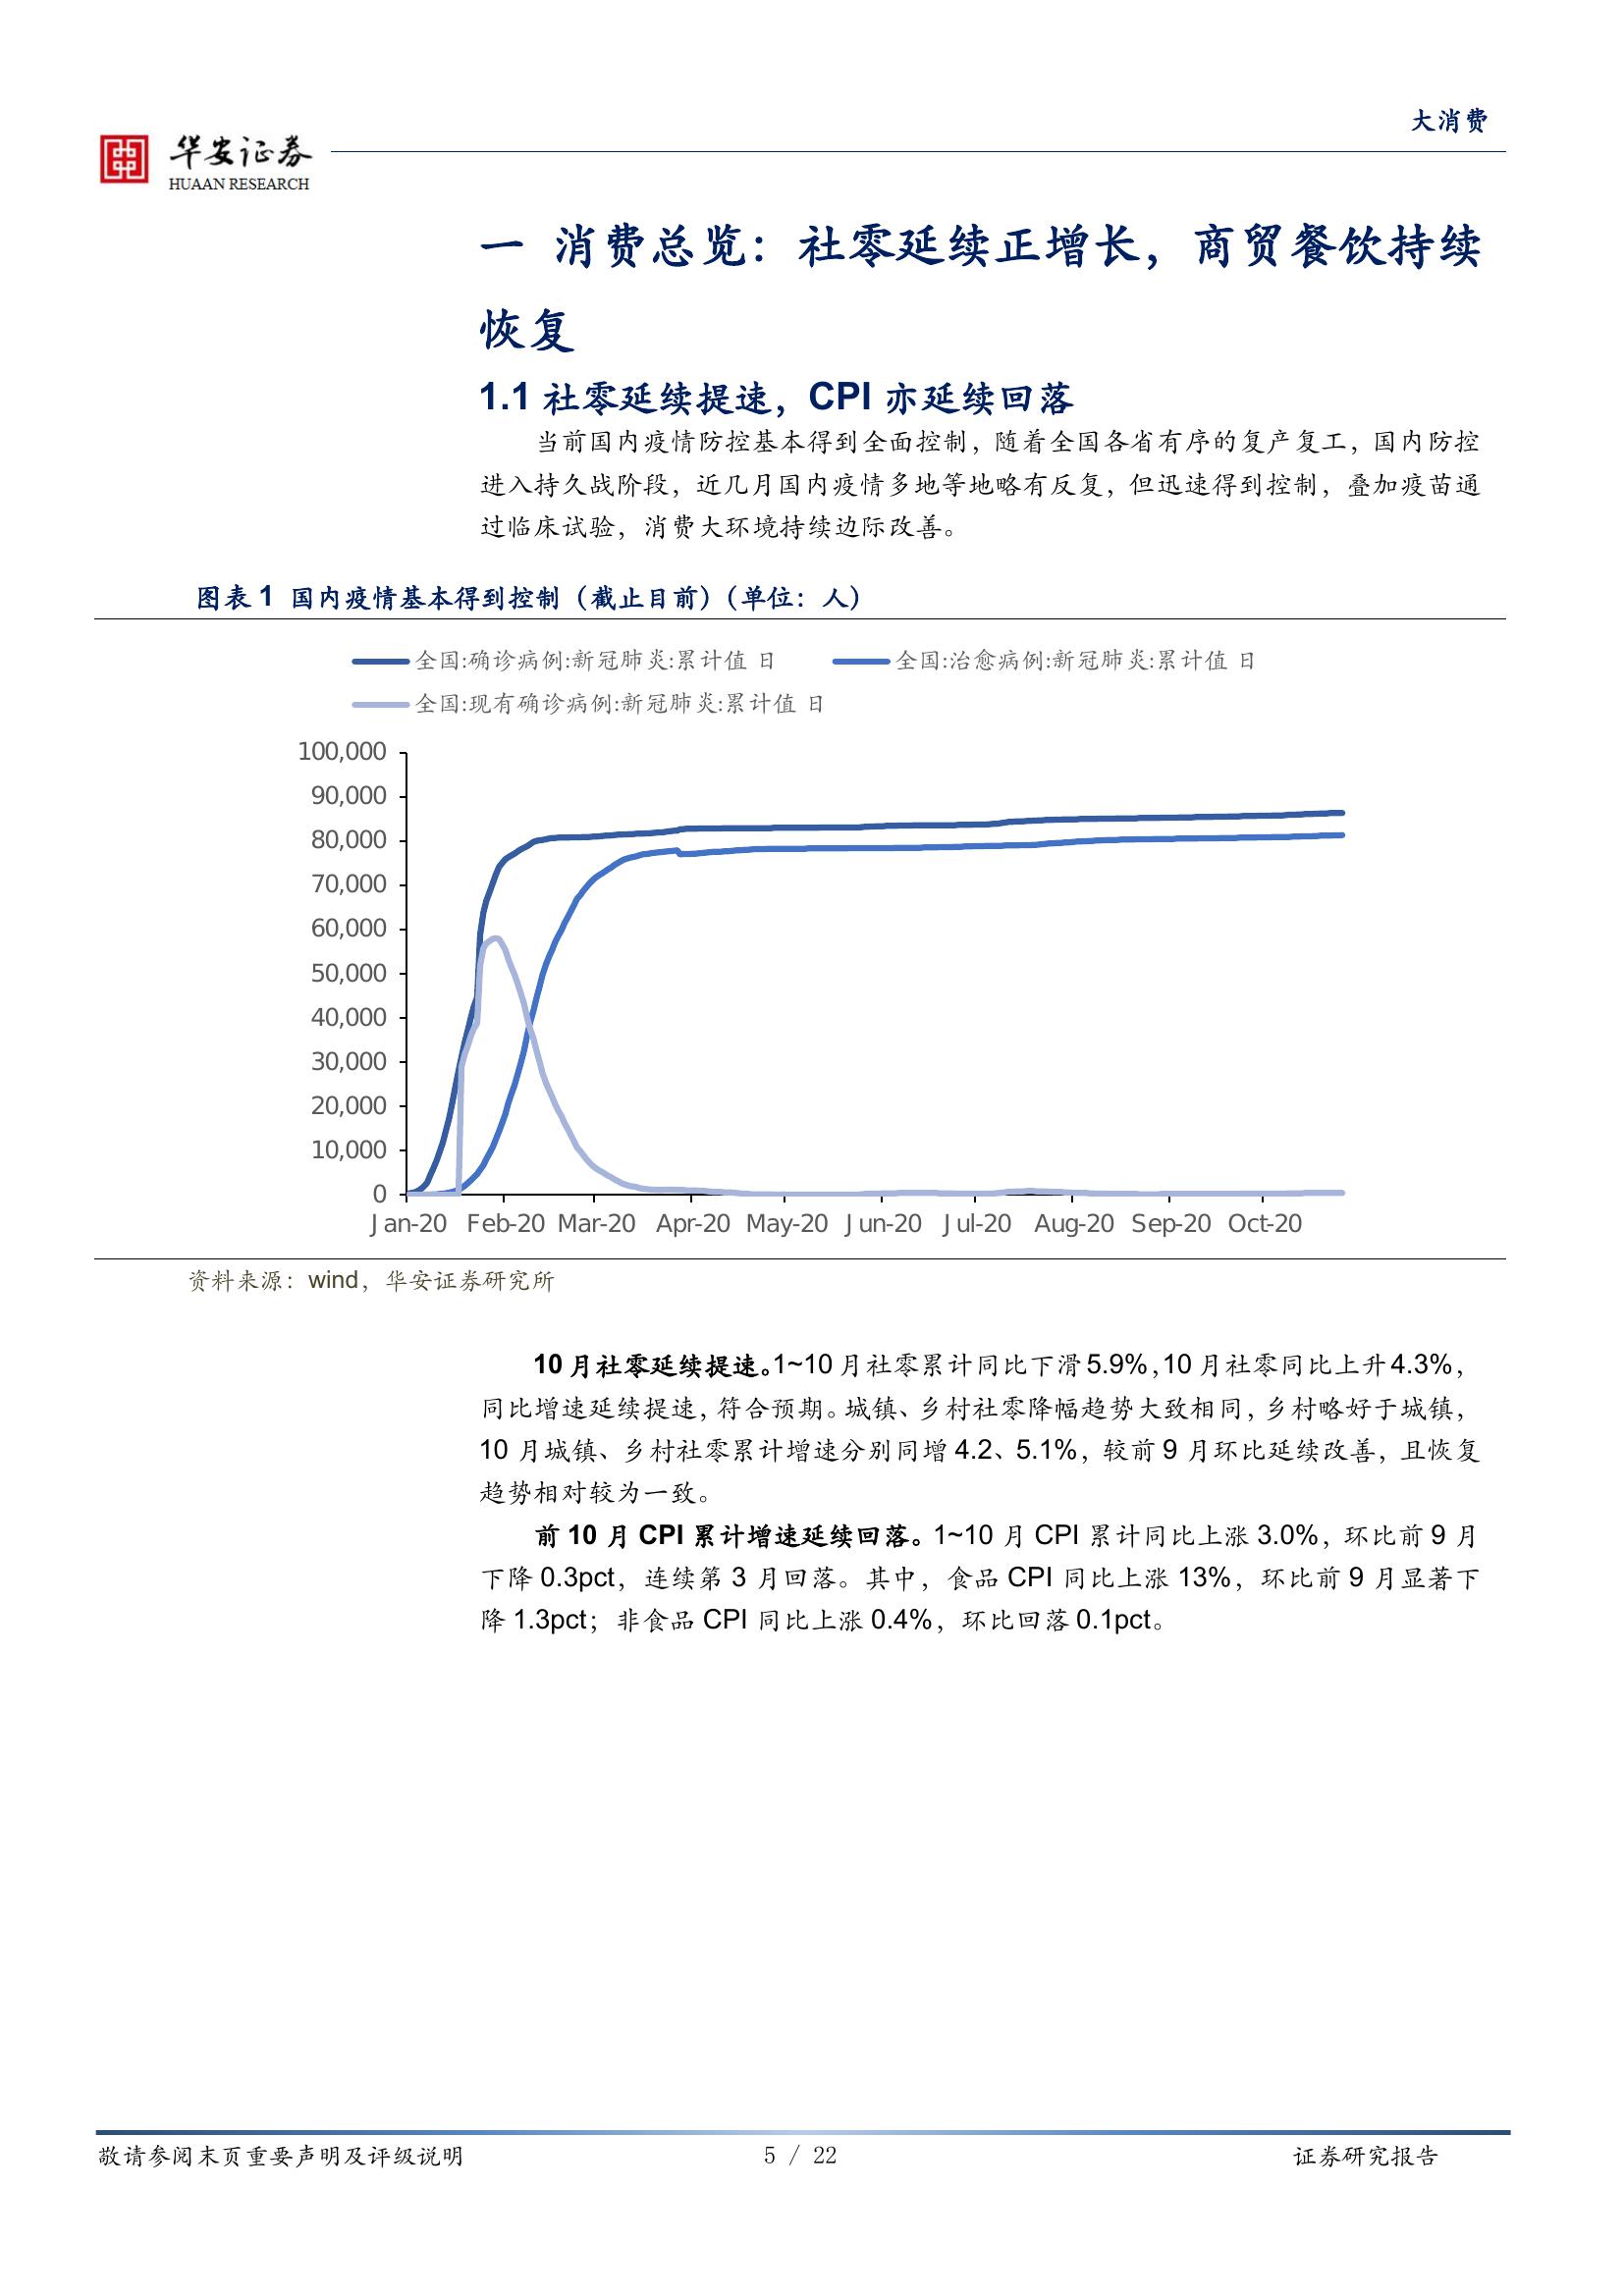 大消费
华安证券
HUAAN RESEARCH
一 消费总览：社零延续正增长，商贸餐饮持续
恢复
1.1 社零延续提速，CPI 亦延续回落
当前国内疫情防控基本得到全面控制，随着全国各省有序的复产复工，国内防控
进入持久战阶段，近几月国内疫情多地等地略有反复，但迅速得到控制，叠加疫苗通
过临床试验，消费大环境持续边际改善。
图表 1 国内疫情基本得到控制（截止目前）（单位：人）
全国:确诊病例:新冠肺炎:累计值 日 全国:治愈病例:新冠肺炎:累计值 日
全国:现有确诊病例:新冠肺炎:累计值 日
100,000
90,000
80,000
70,000
60,000
50,000
40,000
30,000
20,000
10,000
0
Jan-20 Feb-20 Mar-20 Apr-20 May-20 Jun-20 Jul-20 Aug-20 Sep-20 Oct-20
资料来源：wind，华安证券研究所
10 月社零延续提速。1~10 月社零累计同比下滑 5.9%，10 月社零同比上升 4.3%，
同比增速延续提速，符合预期。城镇、乡村社零降幅趋势大致相同，乡村略好于城镇，
10 月城镇、乡村社零累计增速分别同增 4.2、5.1%，较前 9 月环比延续改善，且恢复
趋势相对较为一致。
前 10 月 CPI 累计增速延续回落。1~10 月 CPI 累计同比上涨 3.0%，环比前 9 月
下降 0.3pct，连续第 3 月回落。其中，食品 CPI 同比上涨 13%，环比前 9 月显著下
降 1.3pct；非食品 CPI 同比上涨 0.4%，环比回落 0.1pct。
敬请参阅末页重要声明及评级说明 5 / 22 证券研究报告